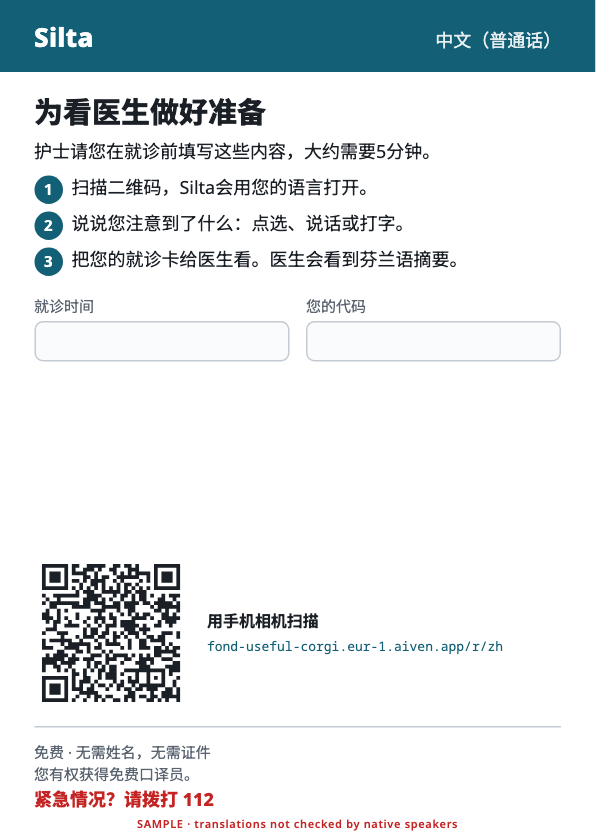 Silta
中文（普通话）
为看医生做好准备
护士请您在就诊前填写这些内容，大约需要5分钟。
1 扫描二维码，Silta会用您的语言打开。
2 说说您注意到了什么：点选、说话或打字。
3 把您的就诊卡给医生看。医生会看到芬兰语摘要。
就诊时间
您的代码
用手机相机扫描
fond-useful-corgi.eur-1.aiven.app/r/zh
免费 · 无需姓名，无需证件
您有权获得免费口译员。
紧急情况？请拨打 112
SAMPLE · translations not checked by native speakers